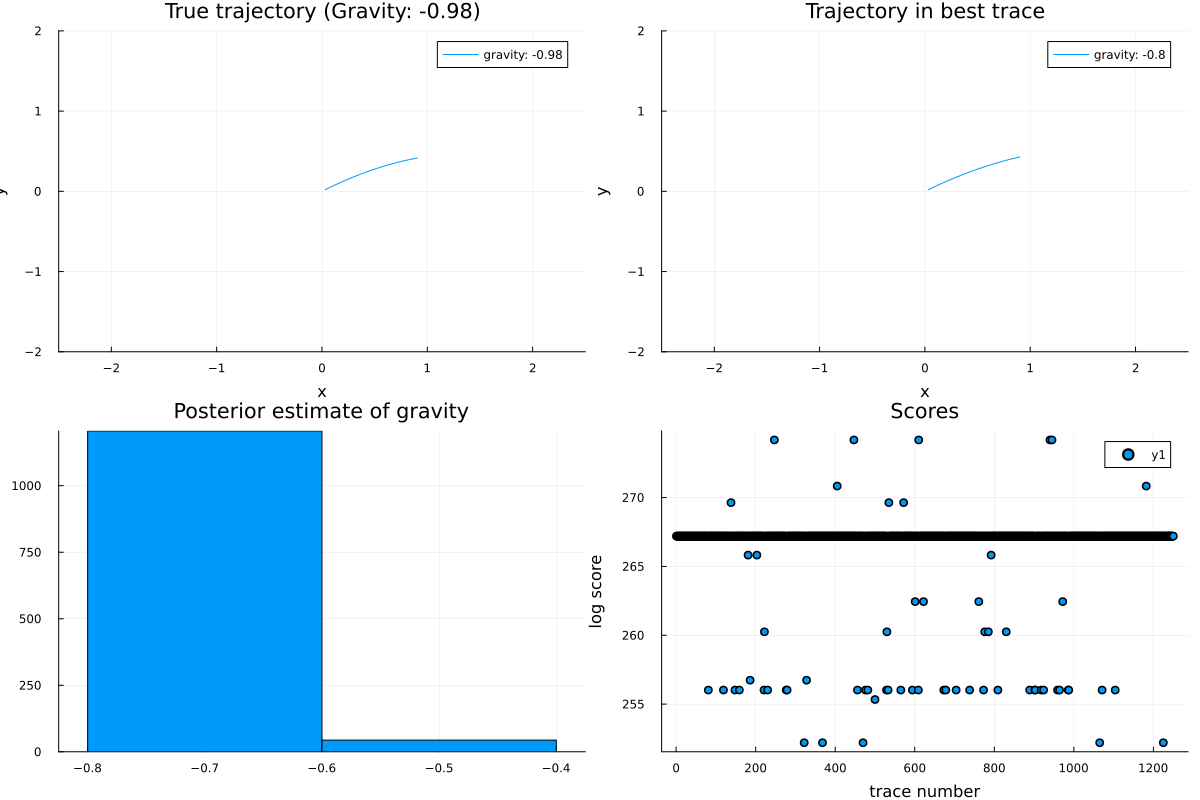 True trajectory (Gravity: -0.98)
2
1
0
−1
−2
y
gravity: -0.98
−2 −1 0 1 2
x
Trajectory in best trace
2
1
0
−1
−2
y
gravity: -0.8
−2 −1 0 1 2
x
Posterior estimate of gravity
1000
750
500
250
0
−0.8 −0.7 −0.6 −0.5 −0.4
Scores
270
265
260
255
log score
y1
0 200 400 600 800 1000 1200
trace number